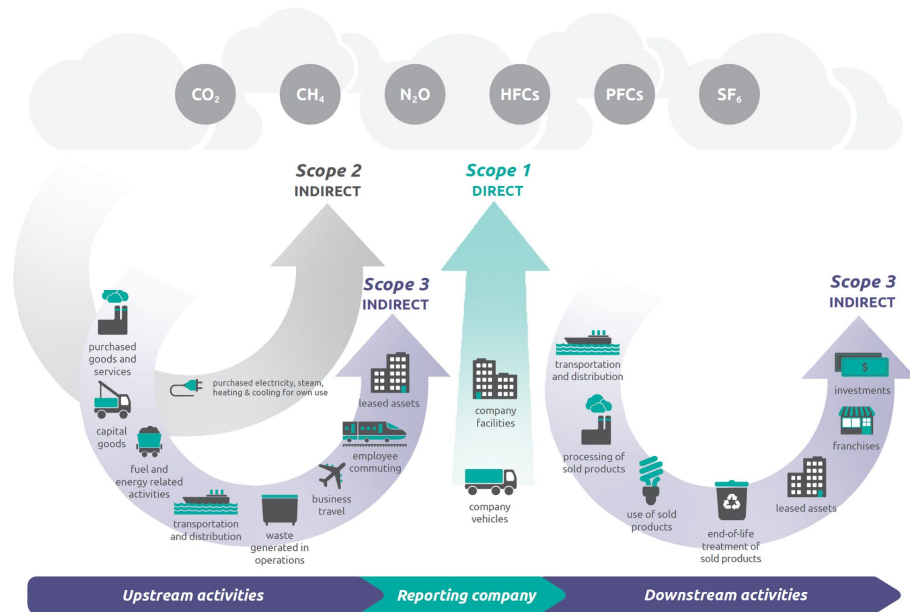 CO₂
CH₄
N₂O
HFCs
PFCs
SF₆
Scope 2
INDIRECT
Scope 1
DIRECT
Scope 3
INDIRECT
Scope 3
INDIRECT
purchased
goods and
services
capital
goods
fuel and
energy related
activities
transportation
and distribution
waste
generated in
operations
business
travel
employee
commuting
leased assets
purchased electricity, steam,
heating & cooling for own use
company
facilities
company
vehicles
transportation
and distribution
processing of
sold products
use of sold
products
end-of-life
treatment of
sold products
leased assets
franchises
$
investments
Upstream activities
Reporting company
Downstream activities